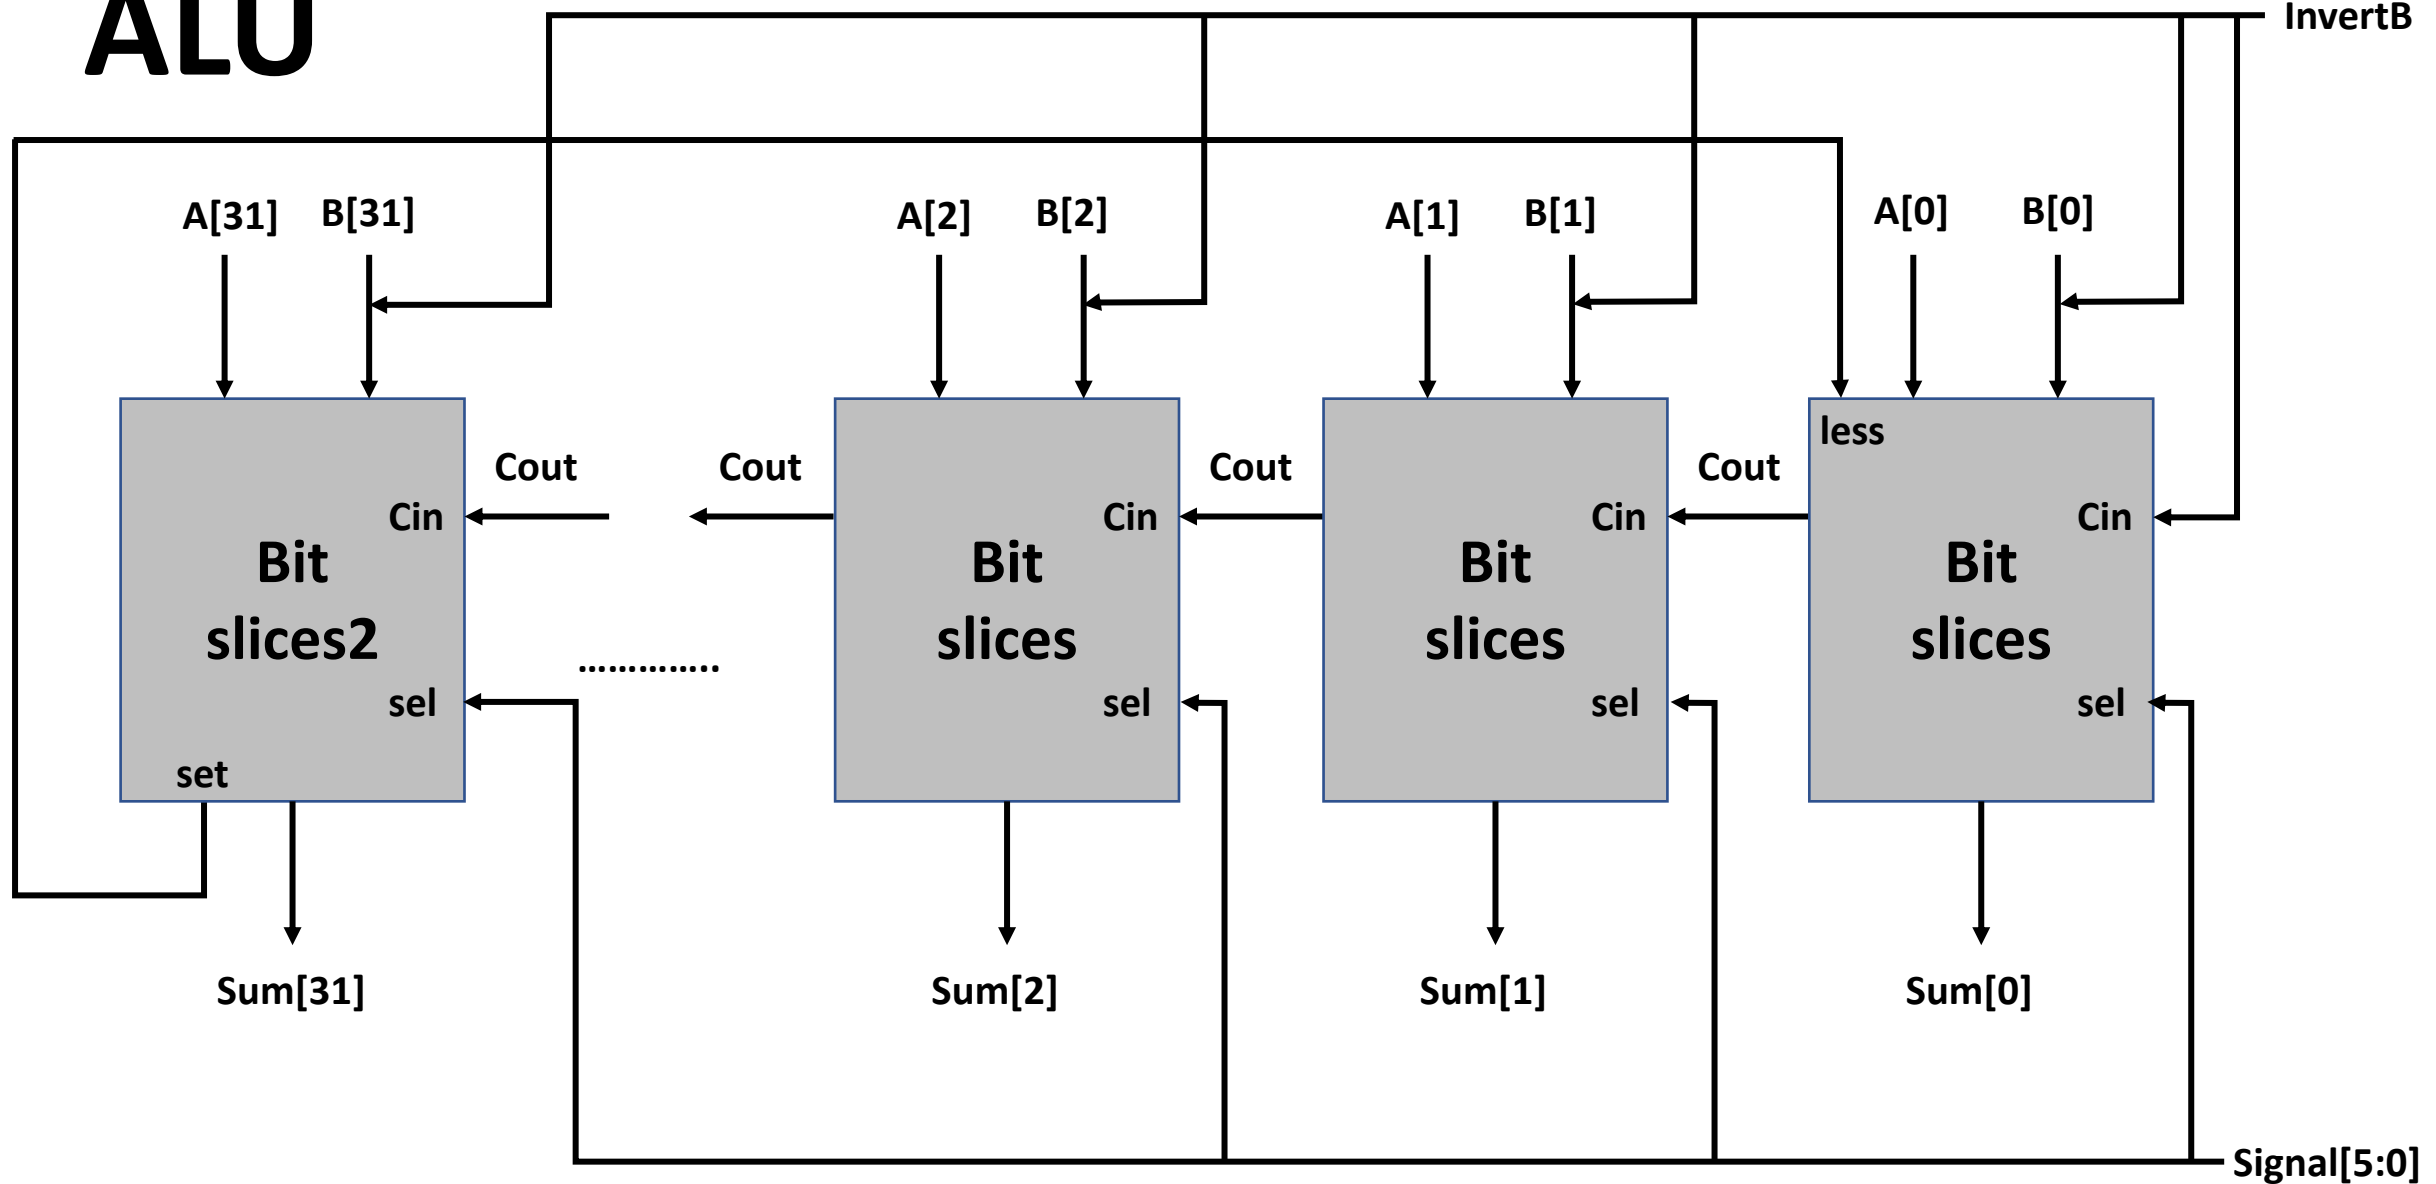 ALU
InvertB
A[31] B[31] A[2] B[2] A[1] B[1] A[0] B[0]
less
Cout Cout Cout Cout
Cin Cin Cin Cin
Bit Bit Bit Bit
slices2 slices slices slices
…………..
sel sel sel sel
set
Sum[31] Sum[2] Sum[1] Sum[0]
Signal[5:0]